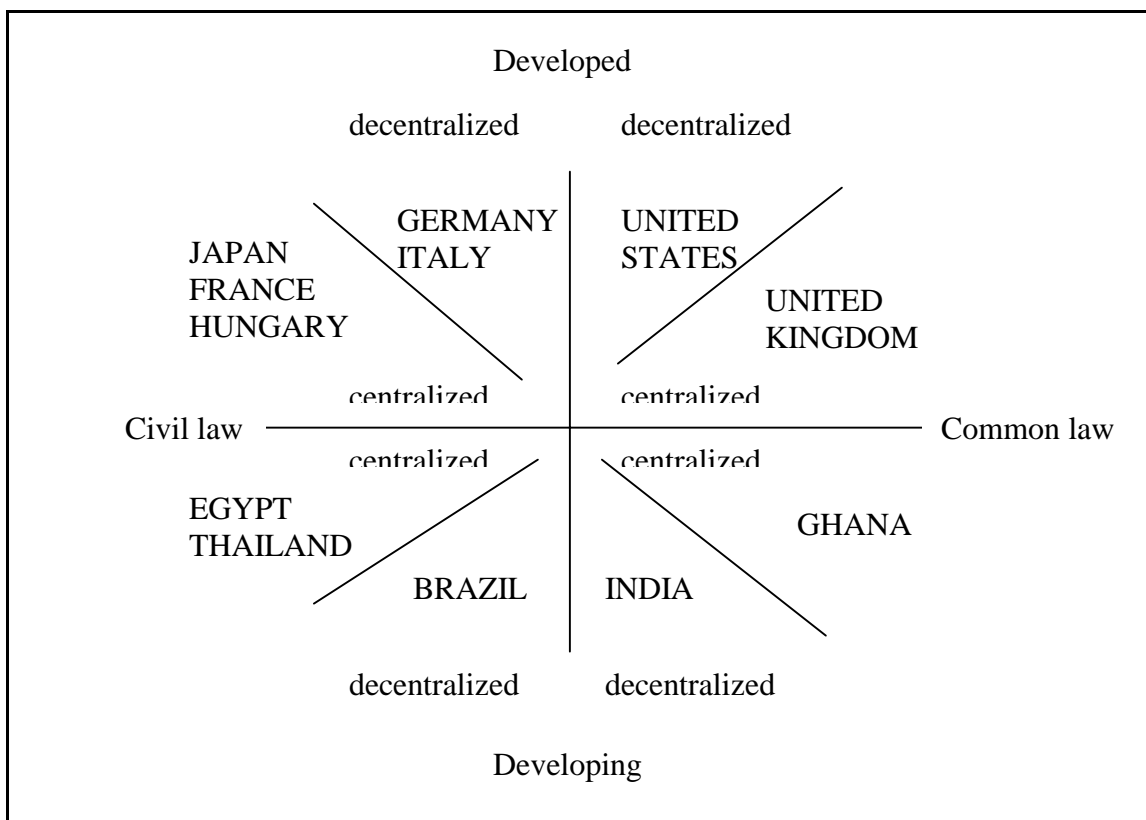 Developed
decentralized decentralized
GERMANY
ITALY
UNITED
STATES
JAPAN
FRANCE
HUNGARY
UNITED
KINGDOM
centralized centralized
Civil law Common law
centralized centralized
EGYPT
THAILAND
GHANA
BRAZIL INDIA
decentralized decentralized
Developing